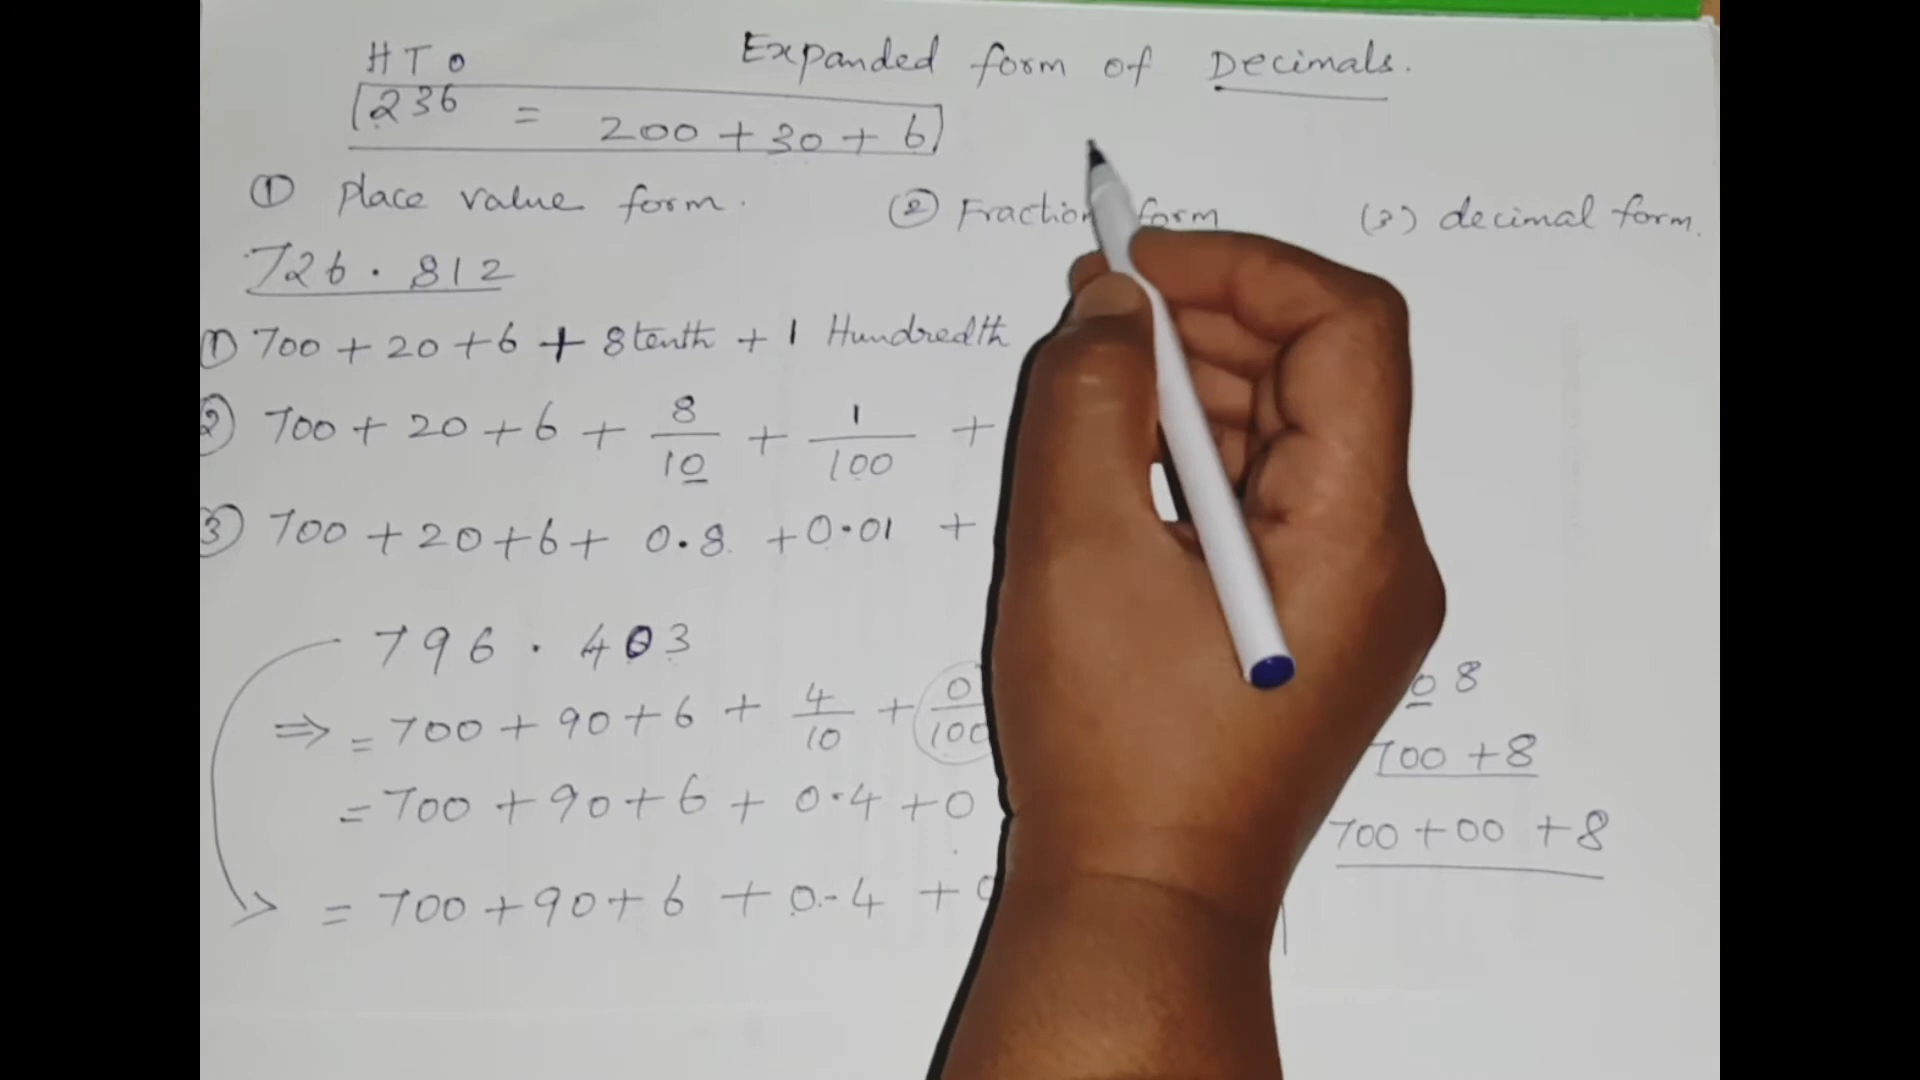 H T O
Expanded form of Decimals.
236 = 200 + 30 + 6
① place value form.
(2) Fraction form
(3) decimal form.
726.812
① 700 + 20 + 6 + 8tenth + 1 Hundredth
② 700 + 20 + 6 + 8/10 + 1/100 +
③ 700 + 20 + 6 + 0.8 + 0.01 +
796.403
⇒ = 700 + 90 + 6 + 4/10 + 0/100
= 700 + 90 + 6 + 0.4 + 0
= 700 + 90 + 6 + 0.4 + 0
08
700 + 8
700 + 00 + 8